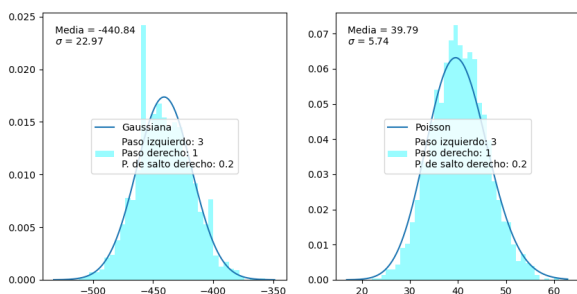 Media = -440.84
σ = 22.97
Gaussiana
Paso izquierdo: 3
Paso derecho: 1
P. de salto derecho: 0.2
0.025
0.020
0.015
0.010
0.005
0.000
−500
−450
−400
−350
Media = 39.79
σ = 5.74
Poisson
Paso izquierdo: 3
Paso derecho: 1
P. de salto derecho: 0.2
0.07
0.06
0.05
0.04
0.03
0.02
0.01
0.00
20
30
40
50
60